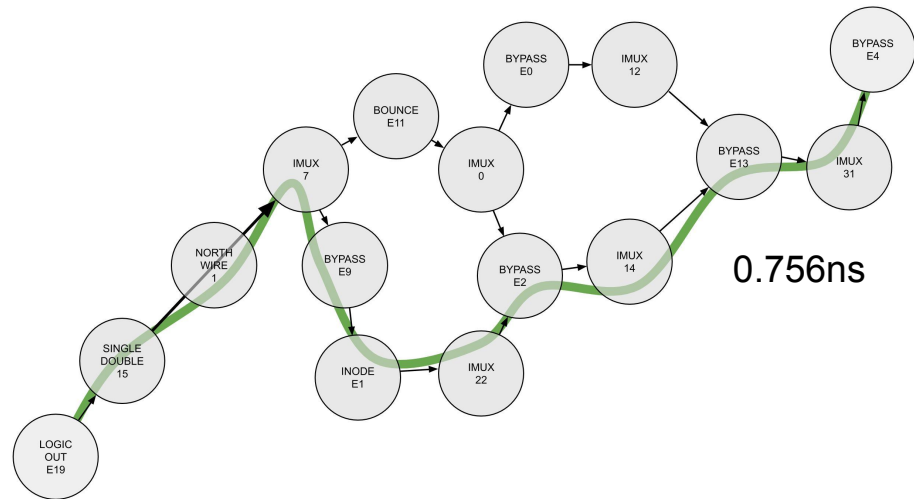 BYPASS
E4
BYPASS
E0
IMUX
12
BOUNCE
E11
IMUX
7
IMUX
0
BYPASS
E13
IMUX
31
NORTH
WIRE
1
BYPASS
E9
BYPASS
E2
IMUX
14
0.756ns
SINGLE
DOUBLE
15
INODE
E1
IMUX
22
LOGIC
OUT
E19